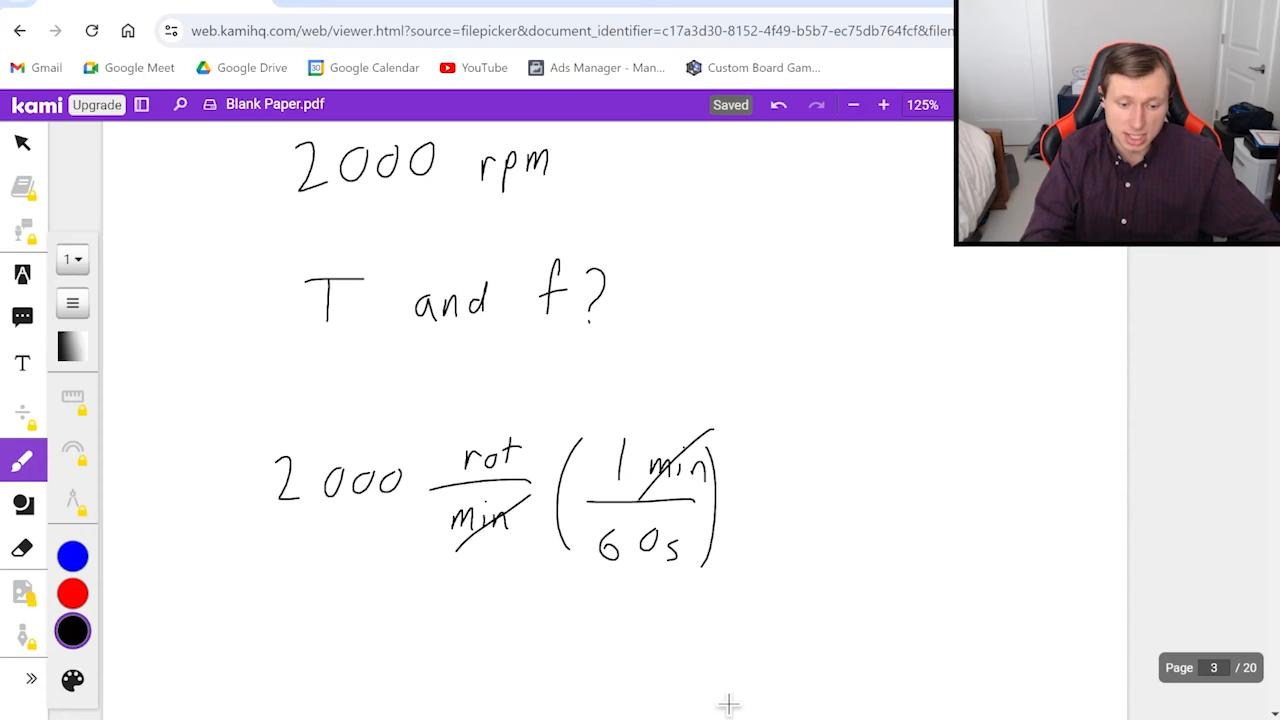 web.kamihq.com/web/viewer.html?source=filepicker&document_identifier=c17a3d30-8152-4f49-b5b7-ec75db764fcf&filen
Gmail Google Meet Google Drive Google Calendar YouTube Ads Manager - Man... Custom Board Gam...
kami Upgrade Blank Paper.pdf Saved 125%
2000 rpm
1
T and f?
T
2000 rot/min (1 min/60s)
Page 3 / 20